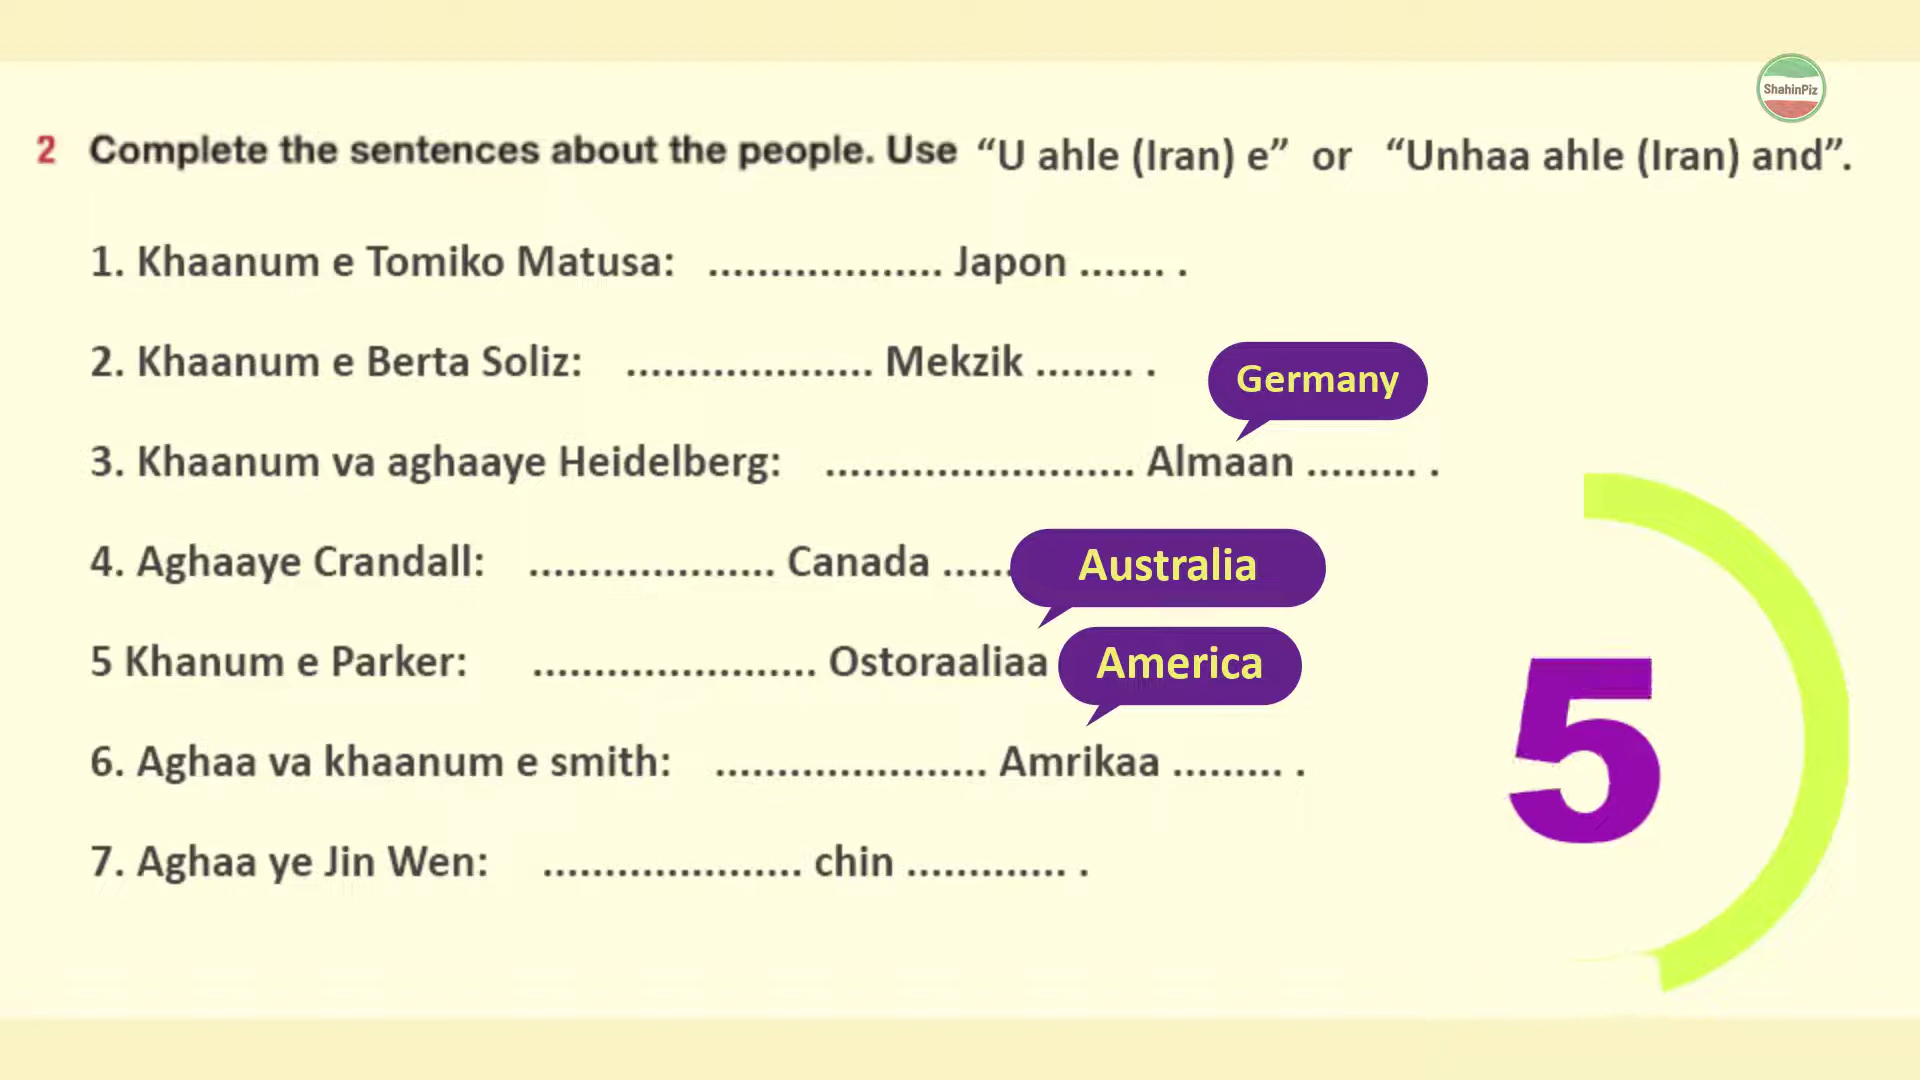 ShahinPiz
2 Complete the sentences about the people. Use “U ahle (Iran) e” or “Unhaa ahle (Iran) and”.
1. Khaanum e Tomiko Matusa: ................... Japon ....... .
2. Khaanum e Berta Soliz: .................... Mekzik ........ .
Germany
3. Khaanum va aghaaye Heidelberg: ......................... Almaan ......... .
4. Aghaaye Crandall: .................... Canada ......
Australia
5 Khanum e Parker: ....................... Ostoraaliaa
America
6. Aghaa va khaanum e smith: ...................... Amrikaa ......... .
7. Aghaa ye Jin Wen: ..................... chin ............. .
5